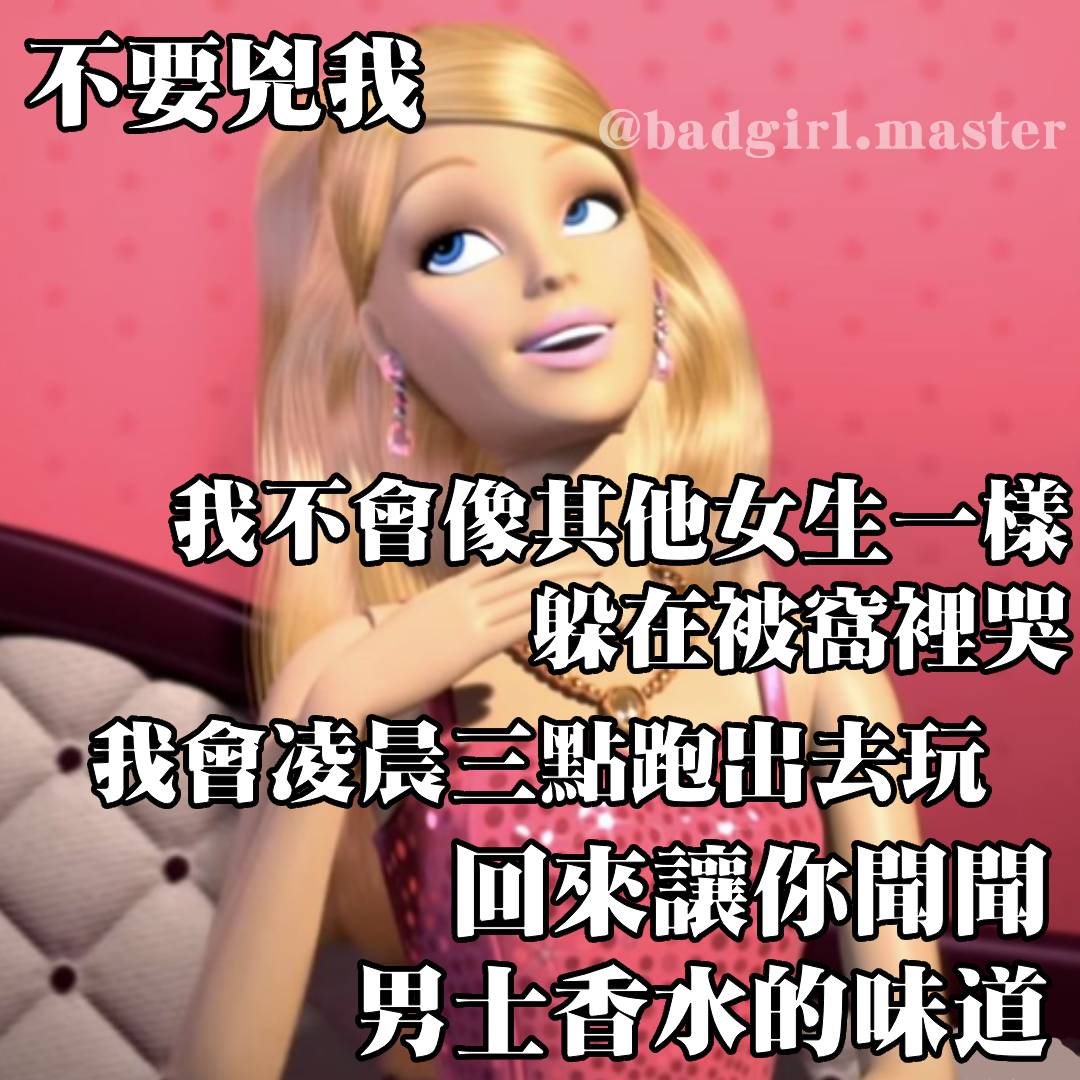 不要兇我
@badgirl.master
我不會像其他女生一樣
躲在被窩裡哭
我會凌晨三點跑出去玩
回來讓你聞聞
男士香水的味道